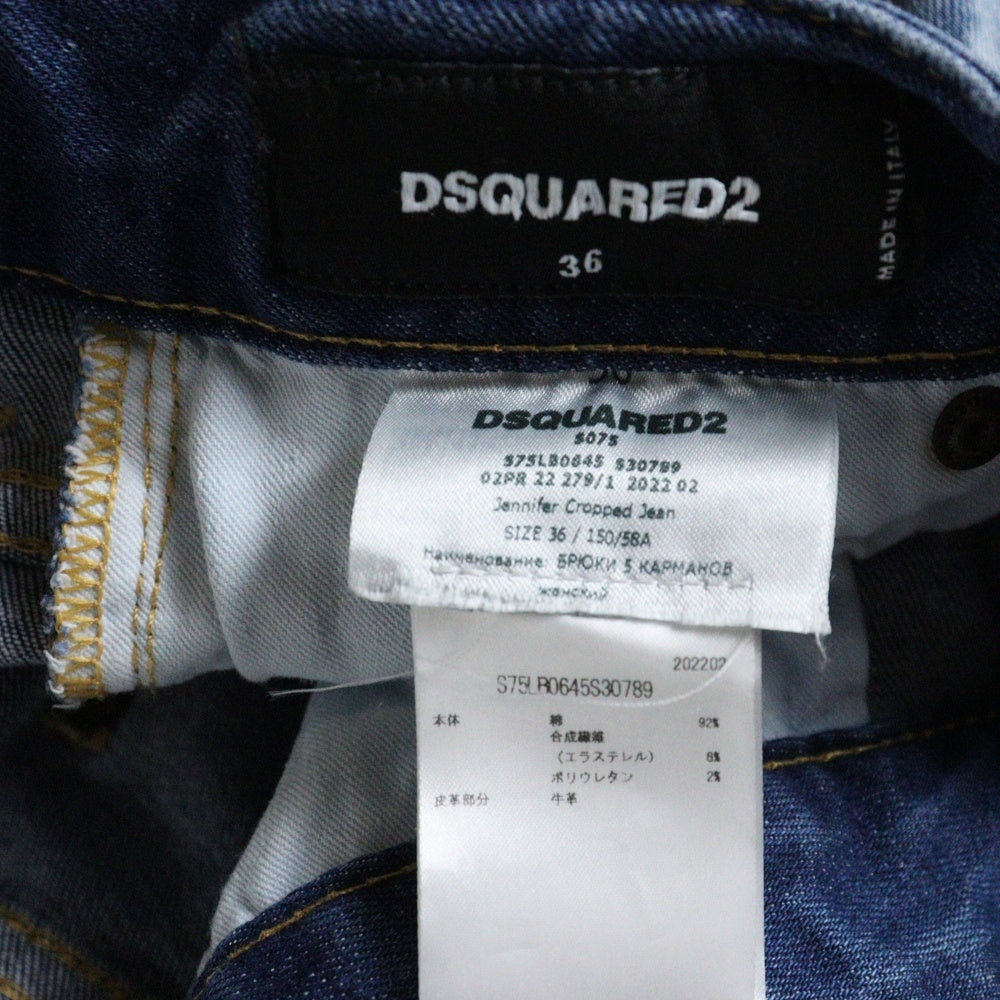 DSQUARED2
36
MADE IN ITALY
DSQUARED2
S075
S75LB0645 S30789
02PR 22 279/1 2022 02
Jennifer Cropped Jean
SIZE 36 / 150/58A
Наименование: БРЮКИ 5 КАРМАНОВ
женский
202202
S75LB0645S30789
本体 綿 92%
合成繊維
(エラステレル) 6%
ポリウレタン 2%
皮革部分 牛革